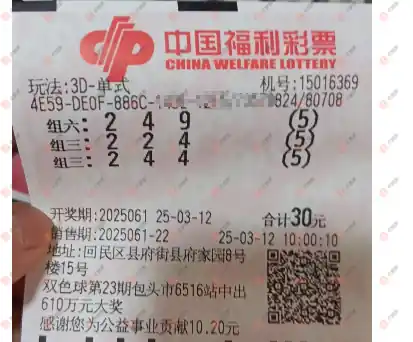 中国福利彩票
CHINA WELFARE LOTTERY
玩法:3D-单式 机号:15016369
4E59-DE0F-886C- 824/80708
组六: 2 4 9 (5)
组三: 2 2 4 (5)
组三: 2 4 4 (5)
开奖期:2025061 25-03-12 合计30元
销售期:2025061-22 25-03-12 10:00:10
地址:回民区县府街县府家园8号
楼15号
双色球第23期包头市6516站中出
610万元大奖
感谢您为公益事业贡献10.20元